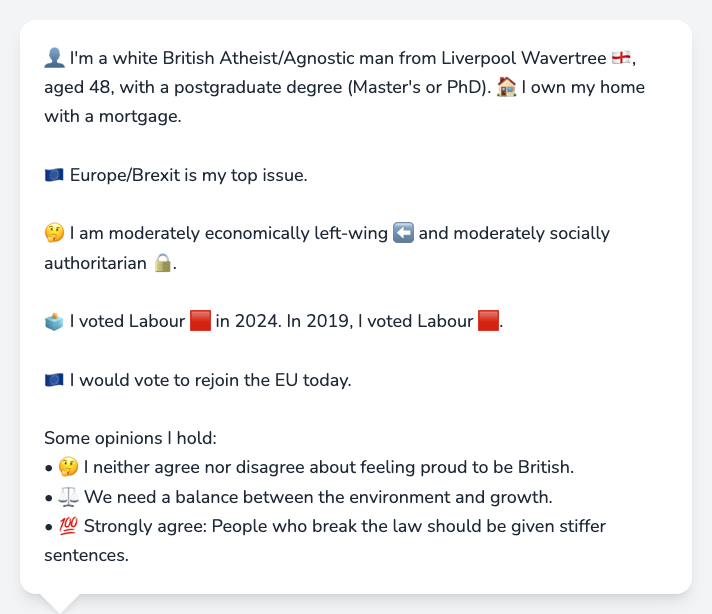 👤 I'm a white British Atheist/Agnostic man from Liverpool Wavertree 🏴󠁧󠁢󠁥󠁮󠁧󠁿,
aged 48, with a postgraduate degree (Master's or PhD). 🏠 I own my home
with a mortgage.
🇪🇺 Europe/Brexit is my top issue.
🤔 I am moderately economically left-wing ⬅️ and moderately socially
authoritarian 🔒.
🗳️ I voted Labour 🟥 in 2024. In 2019, I voted Labour 🟥.
🇪🇺 I would vote to rejoin the EU today.
Some opinions I hold:
• 🤔 I neither agree nor disagree about feeling proud to be British.
• ⚖️ We need a balance between the environment and growth.
• 💯 Strongly agree: People who break the law should be given stiffer
sentences.